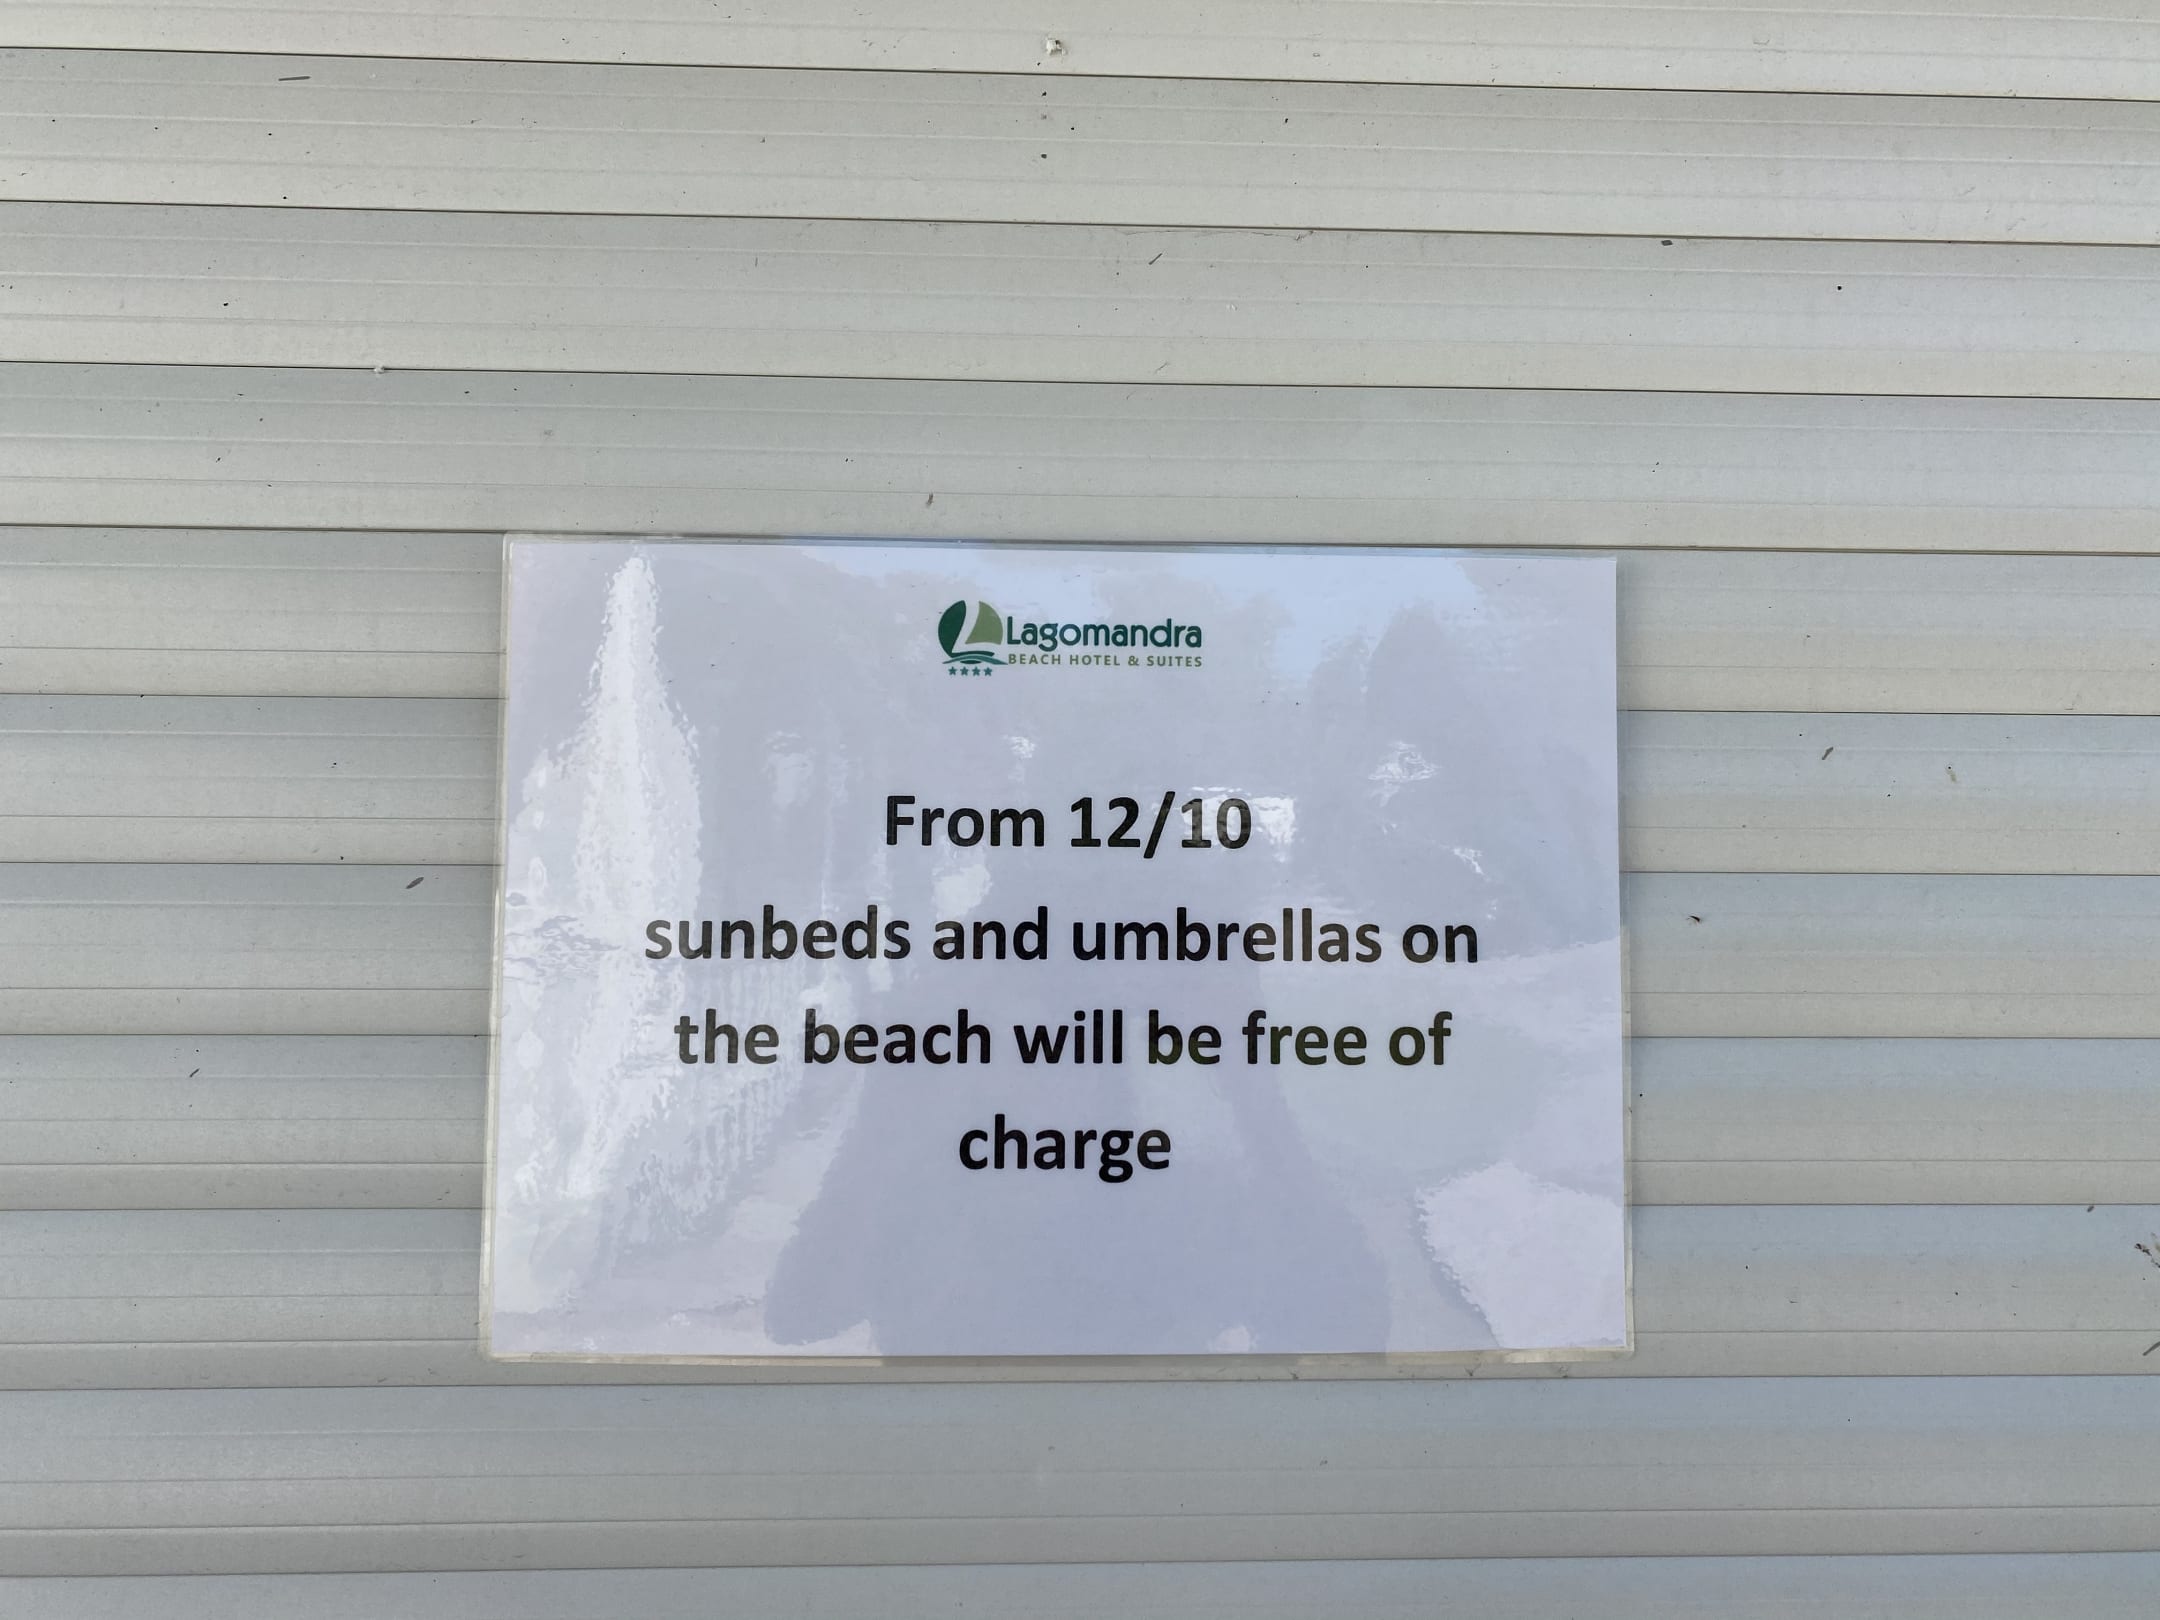 Lagomandra
BEACH HOTEL & SUITES
From 12/10
sunbeds and umbrellas on
the beach will be free of
charge